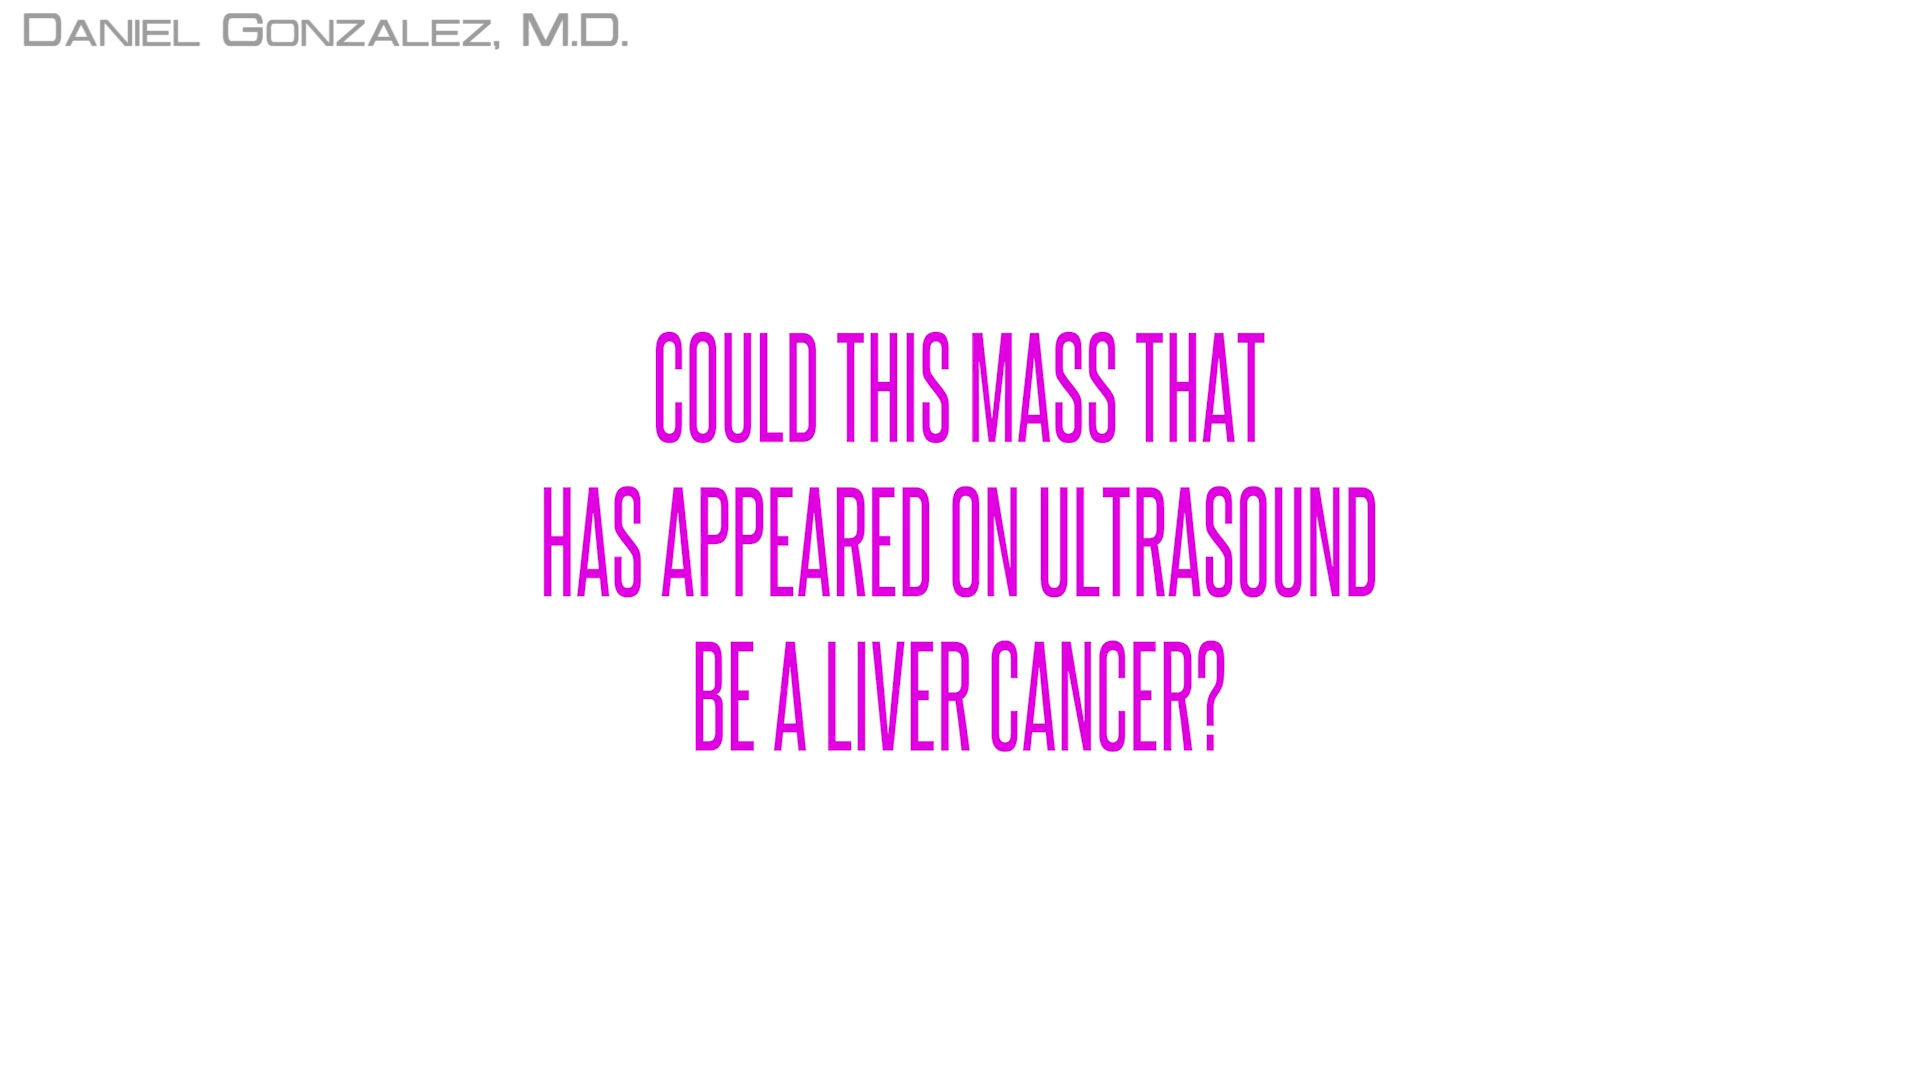 Daniel Gonzalez, M.D.
COULD THIS MASS THAT
HAS APPEARED ON ULTRASOUND
BE A LIVER CANCER?